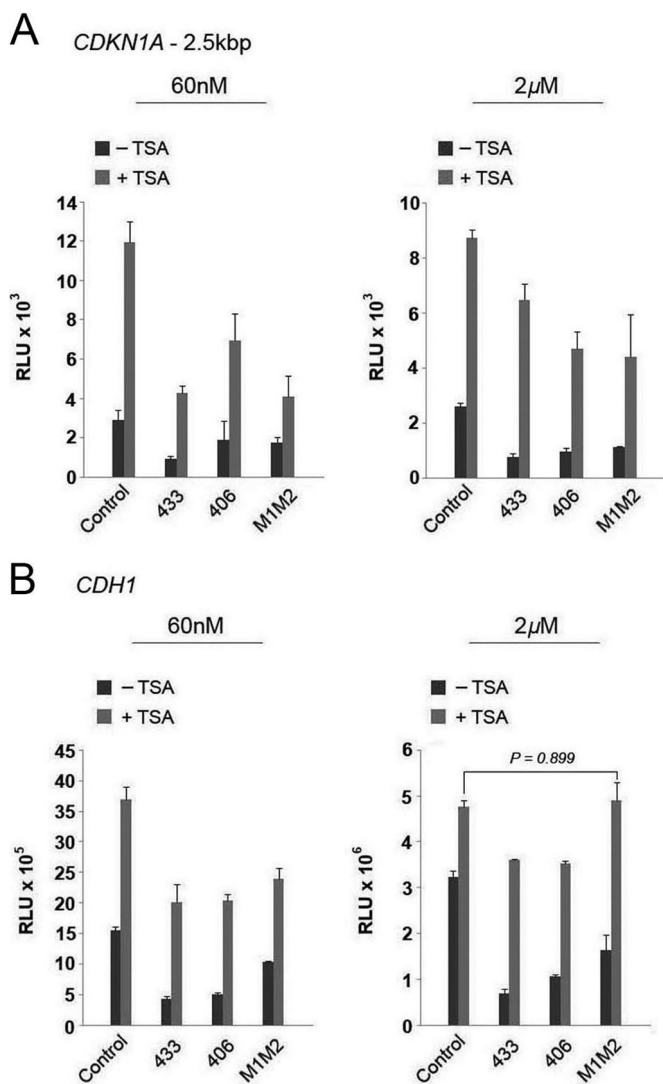 A
CDKN1A - 2.5kbp
60nM
2µM
– TSA
+ TSA
– TSA
+ TSA
14
12
10
8
6
4
2
0
RLU x 10³
Control
433
406
M1M2
10
8
6
4
2
0
RLU x 10³
Control
433
406
M1M2
B
CDH1
60nM
2µM
– TSA
+ TSA
– TSA
+ TSA
45
40
35
30
25
20
15
10
5
0
RLU x 10⁵
Control
433
406
M1M2
6
5
4
3
2
1
0
RLU x 10⁶
P = 0.899
Control
433
406
M1M2